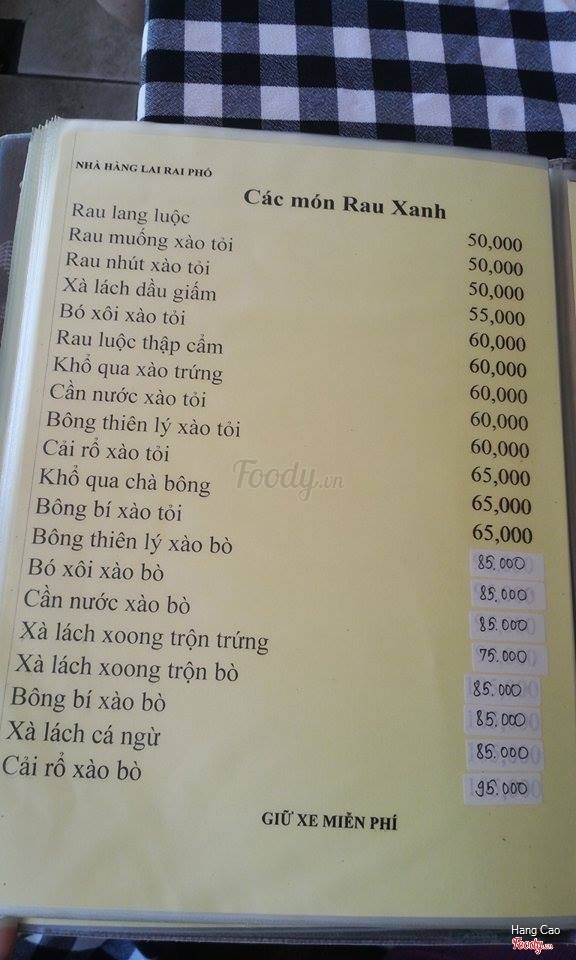 NHÀ HÀNG LAI RAI PHỐ
Các món Rau Xanh
Rau lang luộc 50,000
Rau muống xào tỏi 50,000
Rau nhút xào tỏi 50,000
Xà lách dầu giấm 55,000
Bó xôi xào tỏi 60,000
Rau luộc thập cẩm 60,000
Khổ qua xào trứng 60,000
Cần nước xào tỏi 60,000
Bông thiên lý xào tỏi 60,000
Cải rổ xào tỏi 65,000
Khổ qua chà bông 65,000
Bông bí xào tỏi 65,000
Bông thiên lý xào bò 85.000
Bó xôi xào bò 85.000
Cần nước xào bò 85.000
Xà lách xoong trộn trứng 75.000
Xà lách xoong trộn bò 85.000
Bông bí xào bò 85.000
Xà lách cá ngừ 85.000
Cải rổ xào bò 95.000
GIỮ XE MIỄN PHÍ
Foody.vn
Hang Cao
Foody.vn